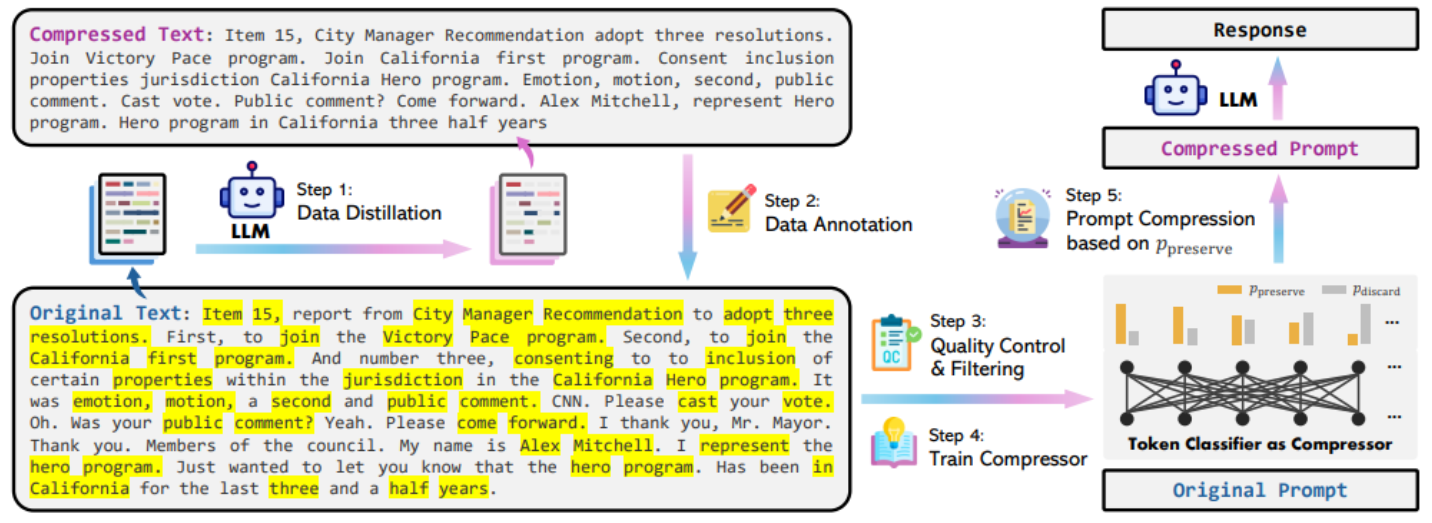 Compressed Text: Item 15, City Manager Recommendation adopt three resolutions.
Join Victory Pace program. Join California first program. Consent inclusion
properties jurisdiction California Hero program. Emotion, motion, second, public
comment. Cast vote. Public comment? Come forward. Alex Mitchell, represent Hero
program. Hero program in California three half years
LLM
Step 1:
Data Distillation
Step 2:
Data Annotation
Original Text: Item 15, report from City Manager Recommendation to adopt three
resolutions. First, to join the Victory Pace program. Second, to join the
California first program. And number three, consenting to to inclusion of
certain properties within the jurisdiction in the California Hero program. It
was emotion, motion, a second and public comment. CNN. Please cast your vote.
Oh. Was your public comment? Yeah. Please come forward. I thank you, Mr. Mayor.
Thank you. Members of the council. My name is Alex Mitchell. I represent the
hero program. Just wanted to let you know that the hero program. Has been in
California for the last three and a half years.
QC
Step 3:
Quality Control
& Filtering
Step 4:
Train Compressor
Response
LLM
Compressed Prompt
Step 5:
Prompt Compression
based on p_preserve
p_preserve p_discard
...
...
...
Token Classifier as Compressor
Original Prompt